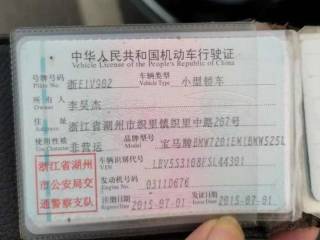 中华人民共和国机动车行驶证
Vehicle License of the People's Republic of China
号牌号码 浙E1V982 车辆类型 小型轿车
Plate No. Vehicle Type
所有人 李昊杰
Owner
住址 浙江省湖州市织里镇织里中路267号
Address
使用性质 非营运 品牌型号 宝马牌BMW7201EM(BMW525L
浙江省湖州市公安局交通警察支队
车辆识别代号
VIN
发动机号码 0311D676
Engine No.
注册日期 2015-07-01 发证日期 2015-07-01